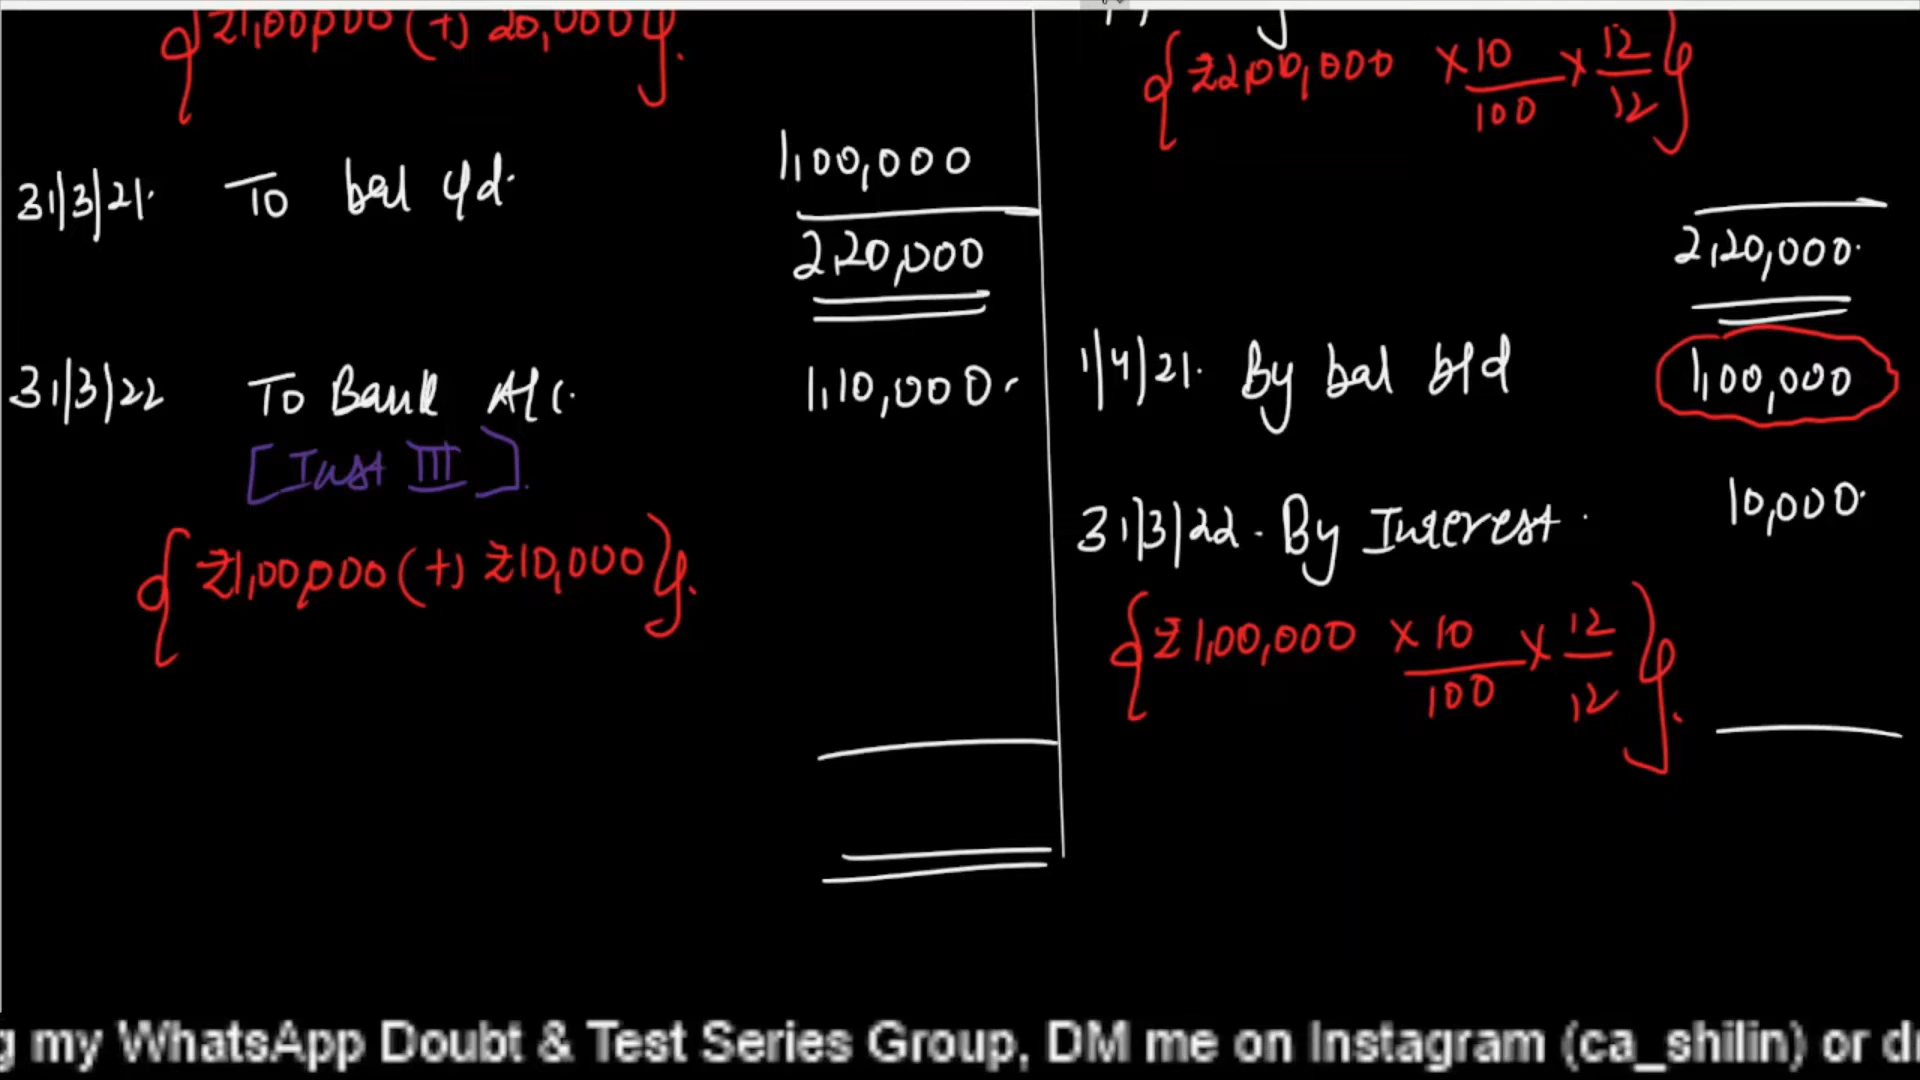 {₹1,00,000 (+) 20,000}.
{₹2,00,000 × 10/100 × 12/12}
31/3/21. To bal c/d. 1,00,000
2,20,000
2,20,000.
31/3/22 To Bank A/c. 1,10,000.
[Inst III].
{₹1,00,000 (+) ₹10,000}.
1/4/21. By bal b/d 1,00,000
31/3/22. By Interest. 10,000.
{₹1,00,000 × 10/100 × 12/12}.
g my WhatsApp Doubt & Test Series Group, DM me on Instagram (ca_shilin) or d